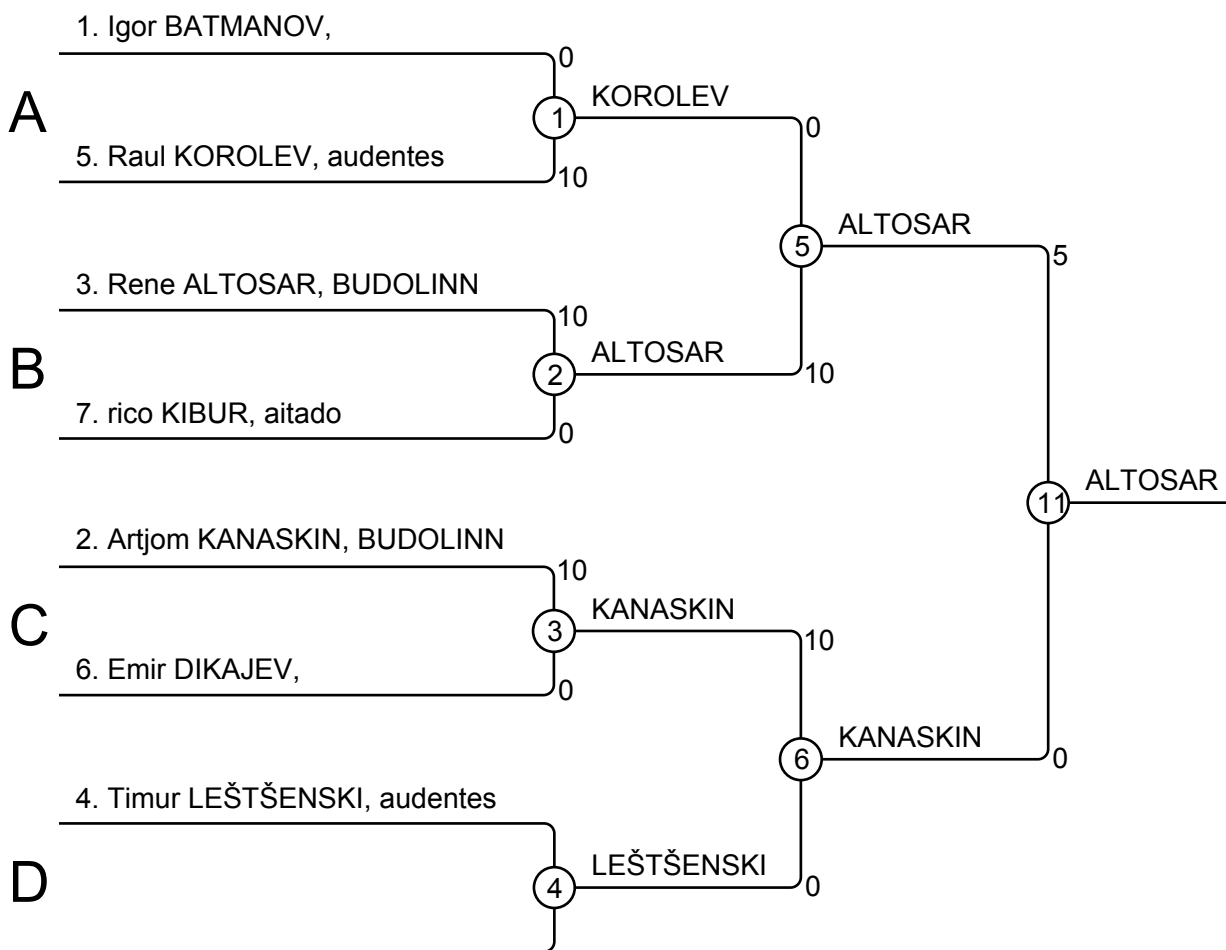 1. Igor BATMANOV,
0
A
1
KOROLEV
0
5. Raul KOROLEV, audentes
10
5
ALTOSAR
5
3. Rene ALTOSAR, BUDOLINN
10
B
2
ALTOSAR
10
7. rico KIBUR, aitado
0
11
ALTOSAR
2. Artjom KANASKIN, BUDOLINN
10
C
3
KANASKIN
10
6. Emir DIKAJEV,
0
6
KANASKIN
0
4. Timur LEŠTŠENSKI, audentes
D
4
LEŠTŠENSKI
0